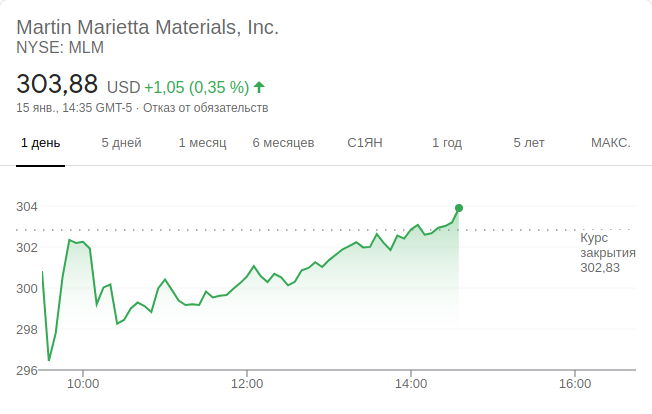 Martin Marietta Materials, Inc.
NYSE: MLM
303,88 USD +1,05 (0,35 %)
15 янв., 14:35 GMT-5 · Отказ от обязательств
1 день 5 дней 1 месяц 6 месяцев С1ЯН 1 год 5 лет МАКС.
304
Курс
закрытия
302,83
302
300
298
296
10:00 12:00 14:00 16:00